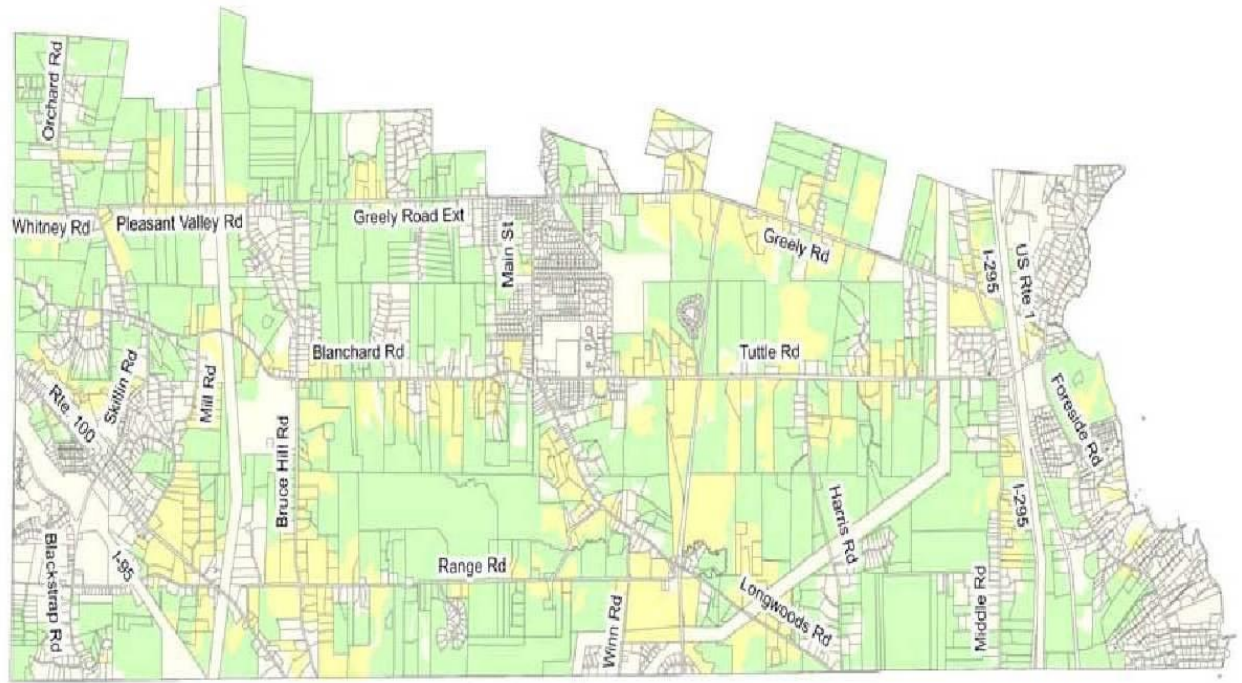 Orchard Rd
Whitney Rd
Pleasant Valley Rd
Greely Road Ext
Main St
Greely Rd
I-295
US Rte 1
Blanchard Rd
Tuttle Rd
Skillin Rd
Mill Rd
Rte. 100
Foreside Rd
Bruce Hill Rd
Harris Rd
I-295
Blackstrap Rd
I-95
Range Rd
Longwoods Rd
Winn Rd
Middle Rd